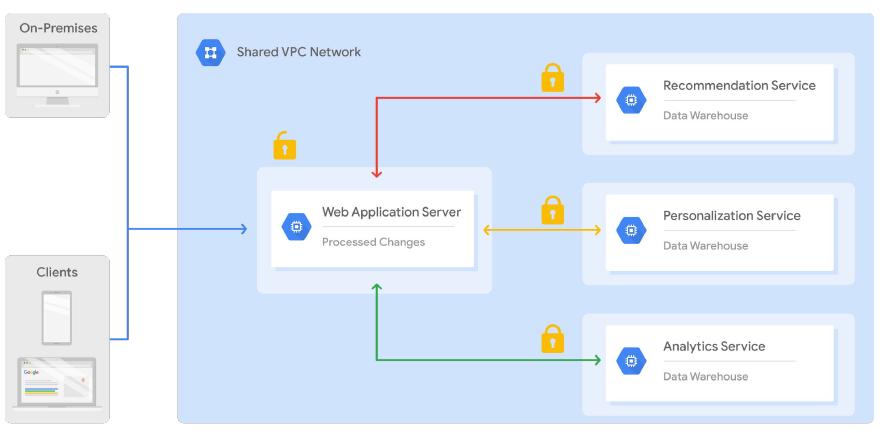 On-Premises
Shared VPC Network
Recommendation Service
Data Warehouse
Web Application Server
Processed Changes
Personalization Service
Data Warehouse
Clients
Google
Analytics Service
Data Warehouse